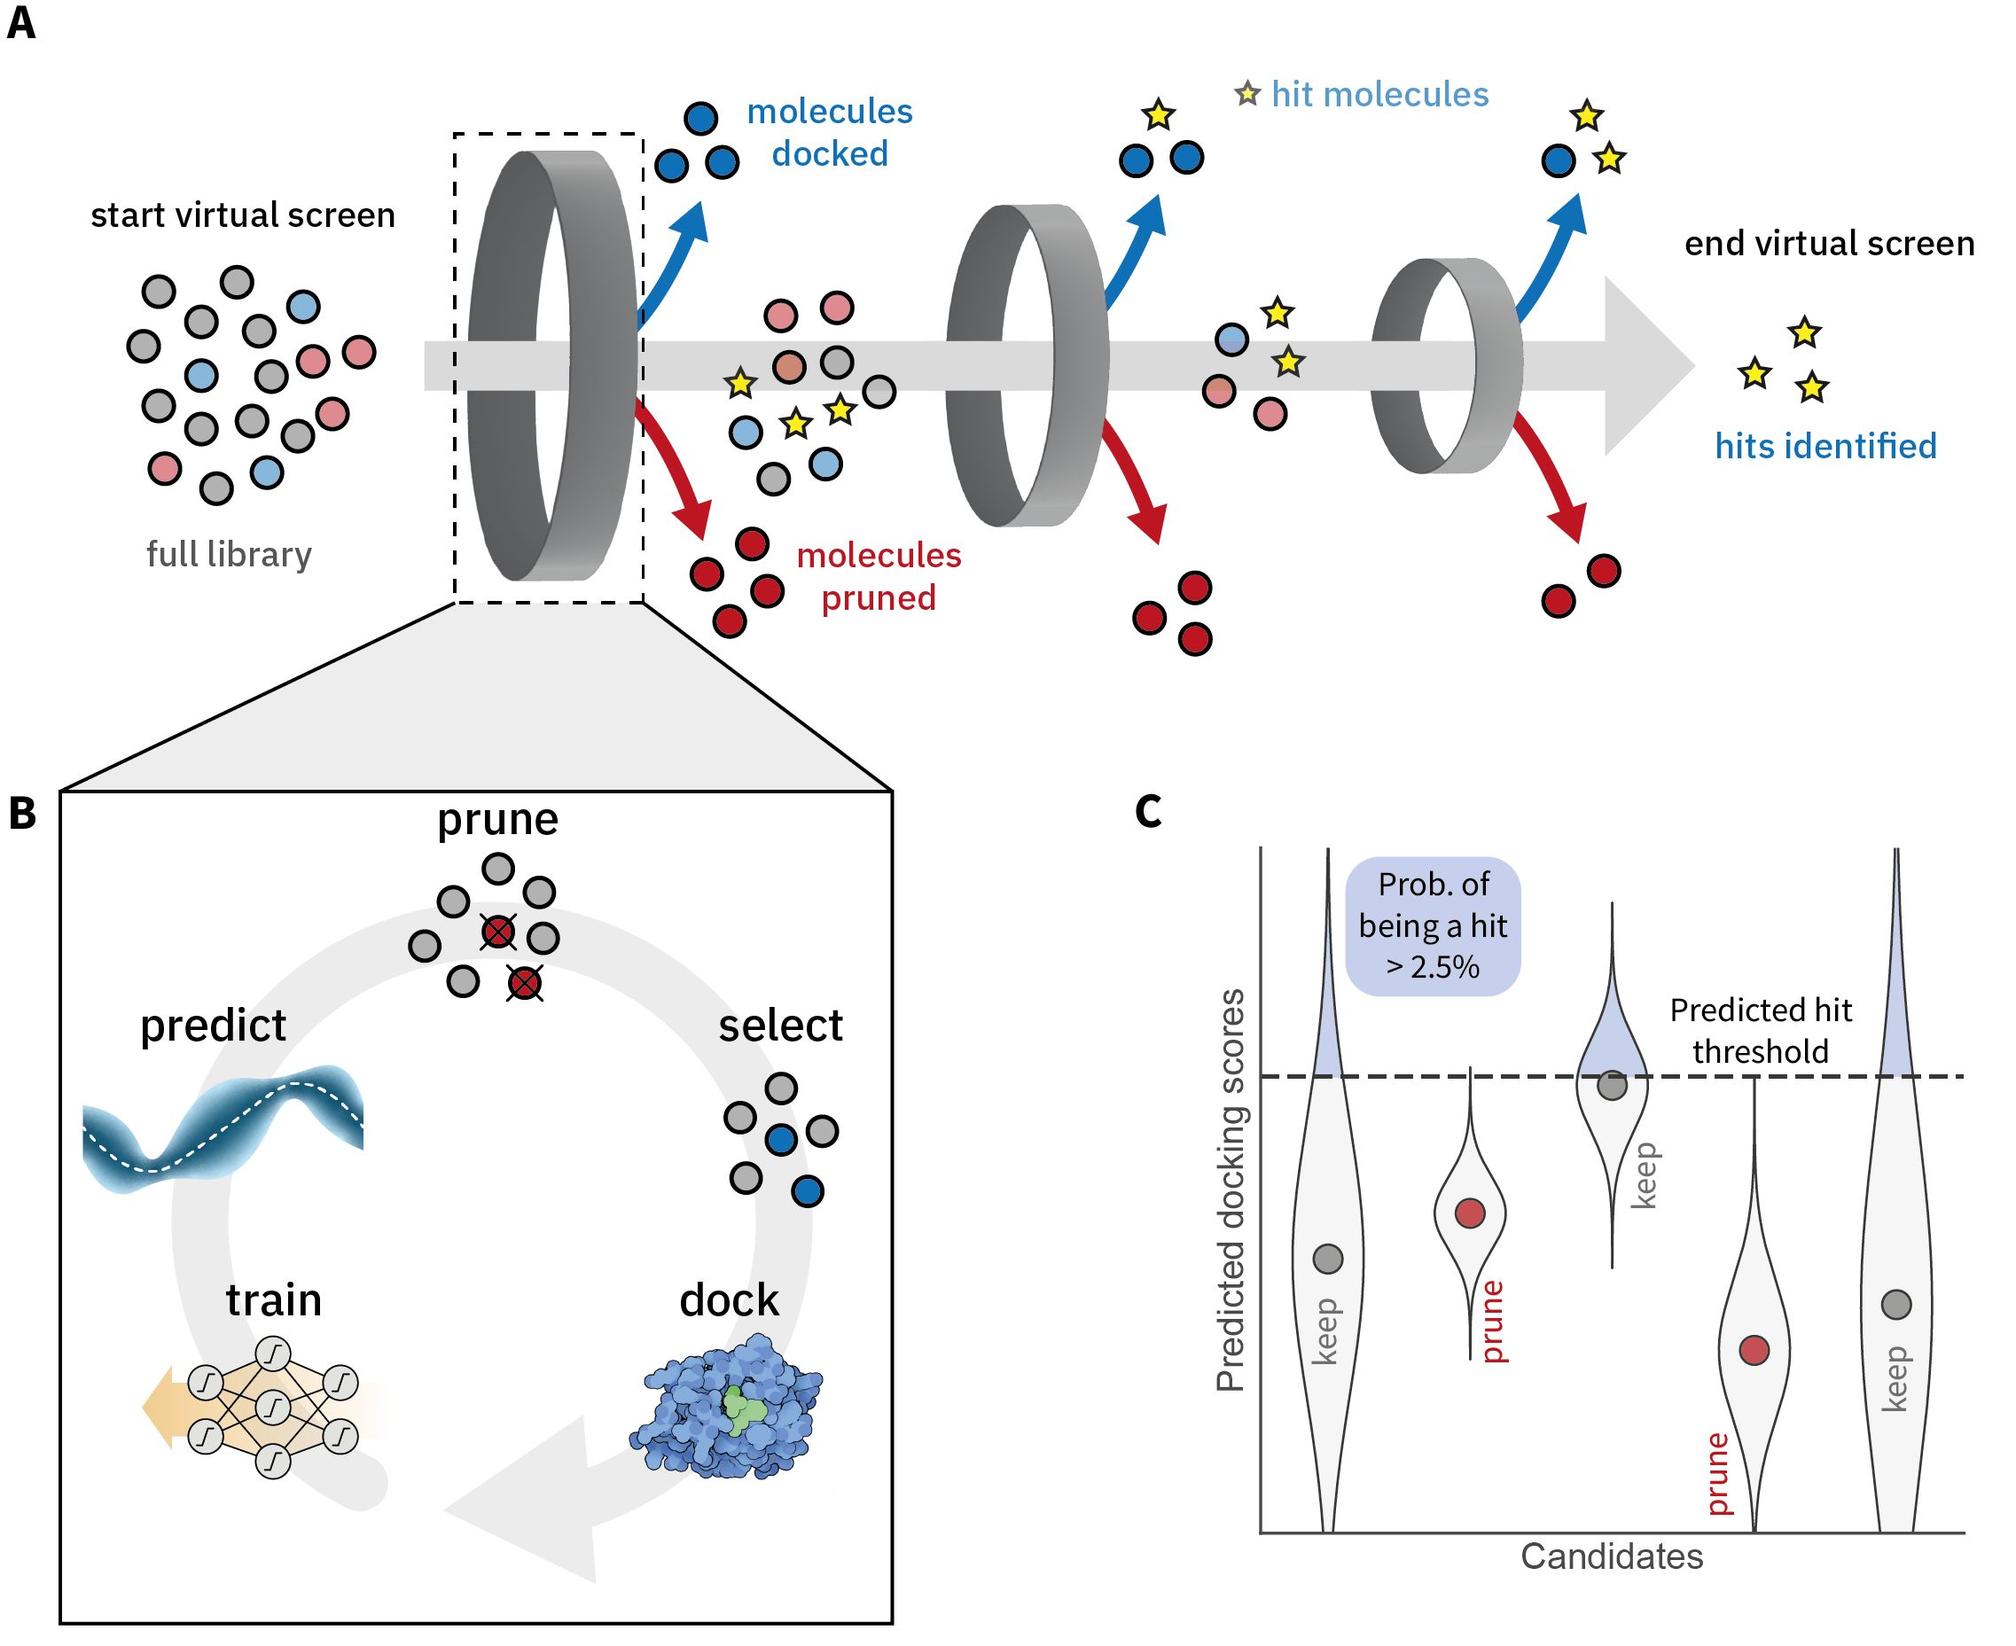 A
start virtual screen
full library
molecules
docked
molecules
pruned
hit molecules
end virtual screen
hits identified
B
prune
predict
select
train
dock
C
Prob. of
being a hit
> 2.5%
Predicted hit
threshold
Predicted docking scores
keep
prune
keep
prune
keep
Candidates